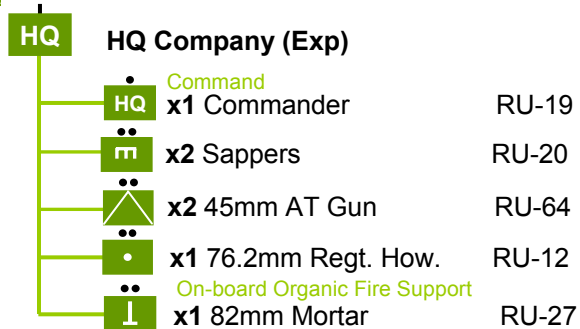 HQ
HQ Company (Exp)
Command
HQ x1 Commander RU-19
x2 Sappers RU-20
x2 45mm AT Gun RU-64
x1 76.2mm Regt. How. RU-12
On-board Organic Fire Support
x1 82mm Mortar RU-27